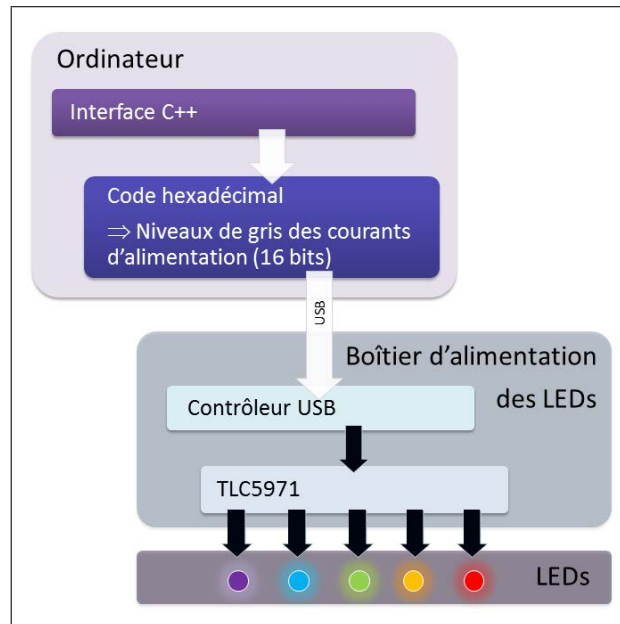 Ordinateur
Interface C++
Code hexadécimal
⇒ Niveaux de gris des courants
d’alimentation (16 bits)
USB
Boîtier d’alimentation
des LEDs
Contrôleur USB
TLC5971
LEDs